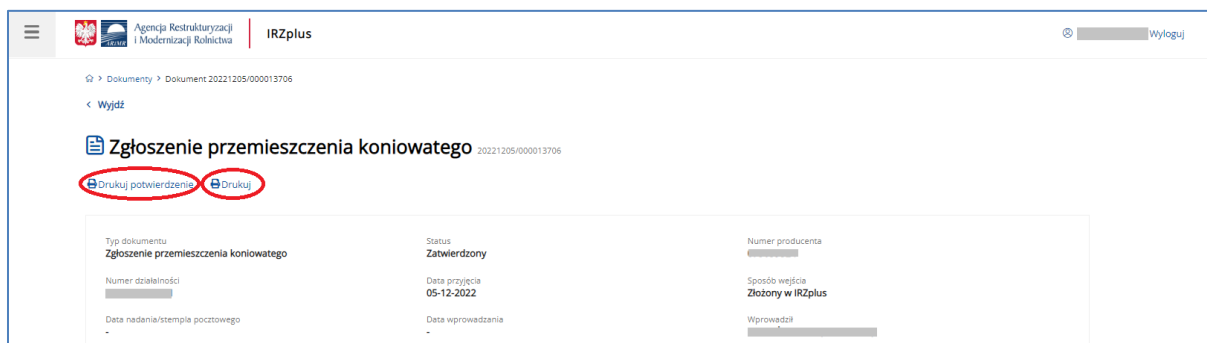 Agencja Restrukturyzacji
i Modernizacji Rolnictwa
ARiMR
IRZplus
Wyloguj
> Dokumenty > Dokument 20221205/000013706
< Wyjdź
Zgłoszenie przemieszczenia koniowatego 20221205/000013706
Drukuj potwierdzenie Drukuj
Typ dokumentu Status Numer producenta
Zgłoszenie przemieszczenia koniowatego Zatwierdzony
Numer działalności Data przyjęcia Sposób wejścia
05-12-2022 Złożony w IRZplus
Data nadania/stempla pocztowego Data wprowadzania Wprowadził
- -